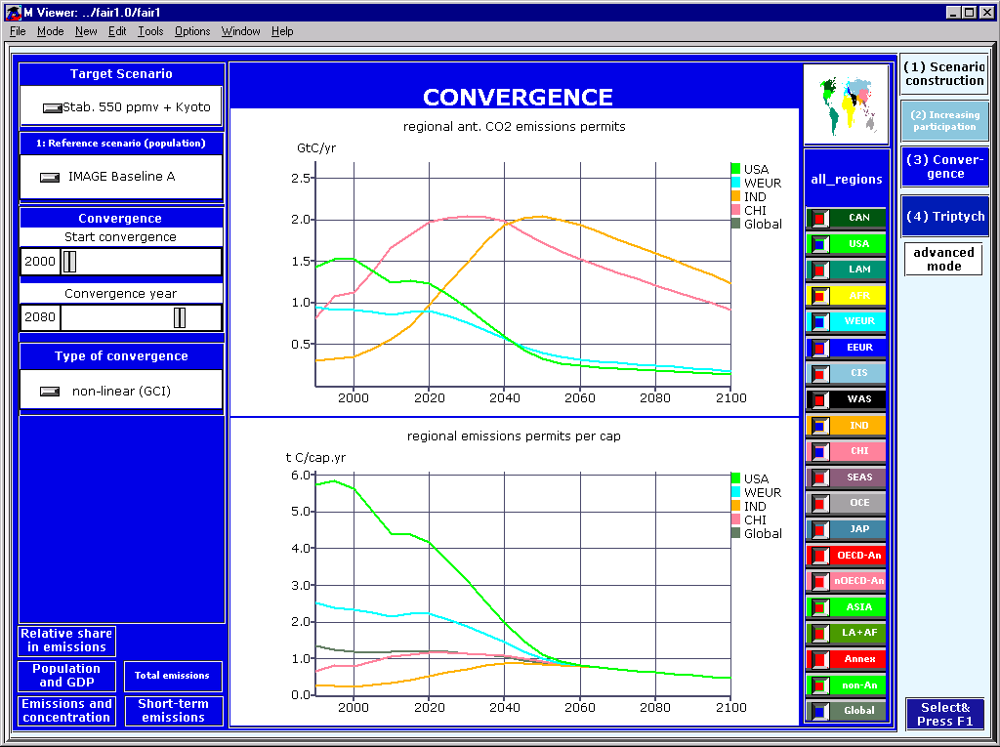 M Viewer: ../fair1.0/fair1
File Mode New Edit Tools Options Window Help
Target Scenario
Stab. 550 ppmv + Kyoto
1: Reference scenario (population)
IMAGE Baseline A
Convergence
Start convergence
2000
Convergence year
2080
Type of convergence
non-linear (GCI)
Relative share
in emissions
Population
and GDP
Total emissions
Emissions and
concentration
Short-term
emissions
CONVERGENCE
regional ant. CO2 emissions permits
GtC/yr
2.5
2.0
1.5
1.0
0.5
2000 2020 2040 2060 2080 2100
USA
WEUR
IND
CHI
Global
regional emissions permits per cap
t C/cap.yr
6.0
5.0
4.0
3.0
2.0
1.0
0.0
2000 2020 2040 2060 2080 2100
USA
WEUR
IND
CHI
Global
all_regions
CAN
USA
LAM
AFR
WEUR
EEUR
CIS
WAS
IND
CHI
SEAS
OCE
JAP
OECD-An
nOECD-An
ASIA
LA+AF
Annex
non-An
Global
(1) Scenario
construction
(2) Increasing
participation
(3) Conver-
gence
(4) Triptych
advanced
mode
Select&
Press F1